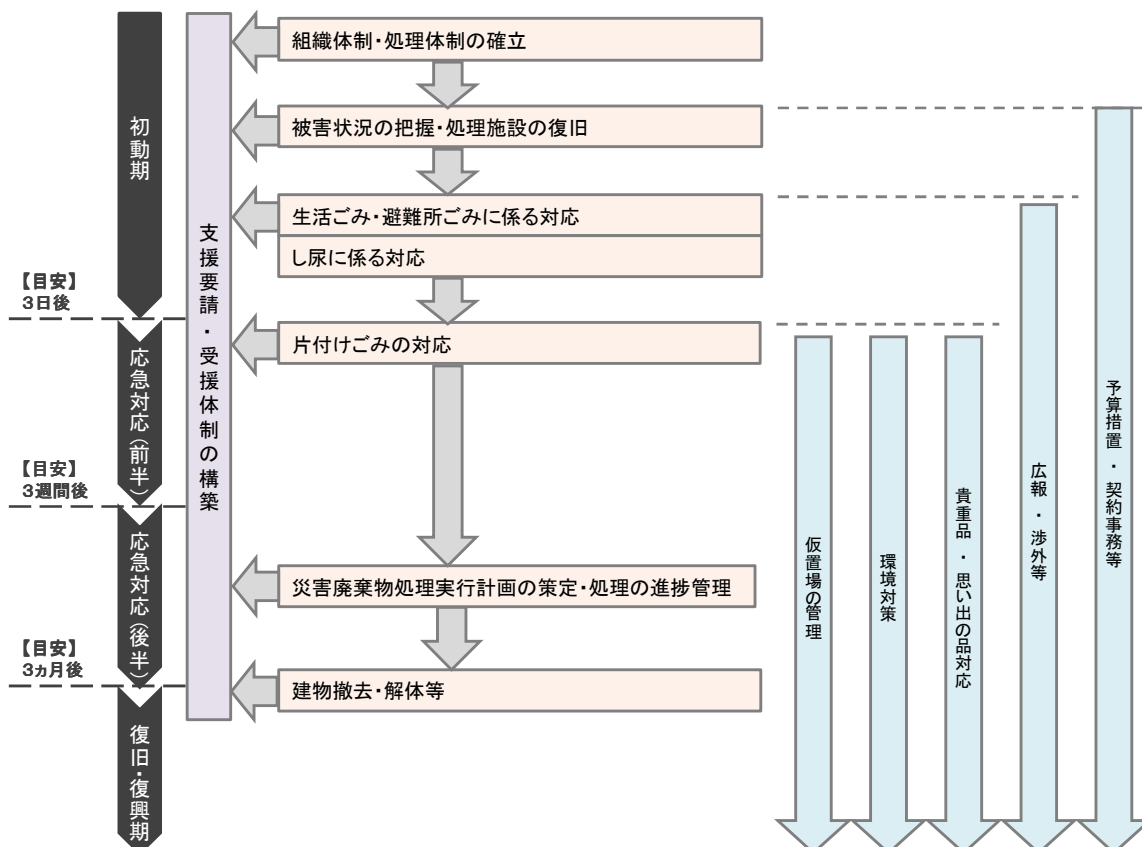 初動期
【目安】
3日後
応急対応(前半)
【目安】
3週間後
応急対応(後半)
【目安】
3ヵ月後
復旧・復興期
支援要請・受援体制の構築
組織体制・処理体制の確立
被害状況の把握・処理施設の復旧
生活ごみ・避難所ごみに係る対応
し尿に係る対応
片付けごみの対応
災害廃棄物処理実行計画の策定・処理の進捗管理
建物撤去・解体等
仮置場の管理
環境対策
貴重品・思い出の品対応
広報・渉外等
予算措置・契約事務等